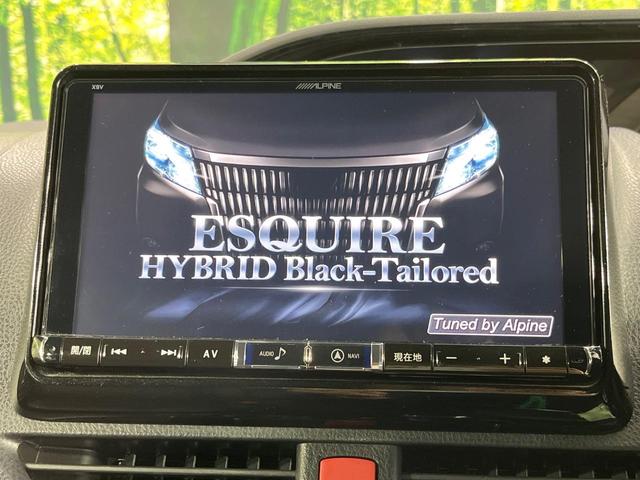 X9V
ALPINE
ESQUIRE
HYBRID Black-Tailored
Tuned by Alpine
開/閉 AV AUDIO NAVI 現在地